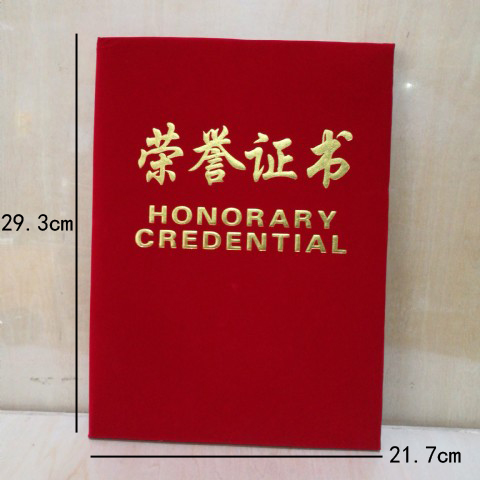 荣誉证书
HONORARY
CREDENTIAL
29.3cm
21.7cm